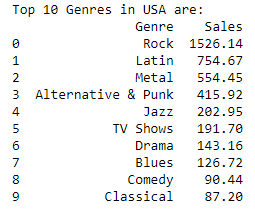 Top 10 Genres in USA are:
Genre Sales
0 Rock 1526.14
1 Latin 754.67
2 Metal 554.45
3 Alternative & Punk 415.92
4 Jazz 202.95
5 TV Shows 191.70
6 Drama 143.16
7 Blues 126.72
8 Comedy 90.44
9 Classical 87.20